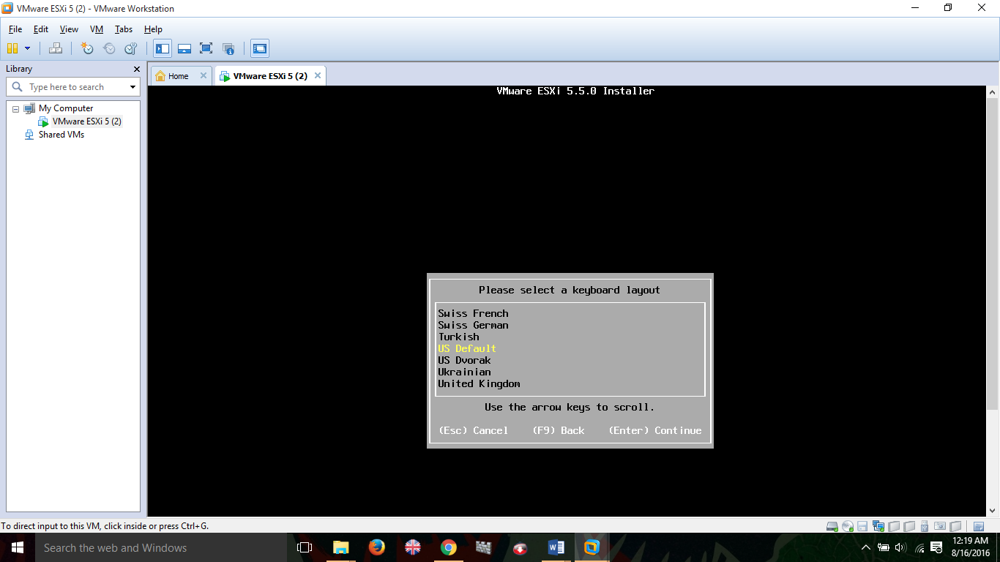 VMware ESXi 5 (2) - VMware Workstation
File Edit View VM Tabs Help
Library
Type here to search
My Computer
VMware ESXi 5 (2)
Shared VMs
Home
VMware ESXi 5 (2)
VMware ESXi 5.5.0 Installer
Please select a keyboard layout
Swiss French
Swiss German
Turkish
US Default
US Dvorak
Ukrainian
United Kingdom
Use the arrow keys to scroll.
(Esc) Cancel (F9) Back (Enter) Continue
To direct input to this VM, click inside or press Ctrl+G.
Search the web and Windows
12:19 AM
8/16/2016